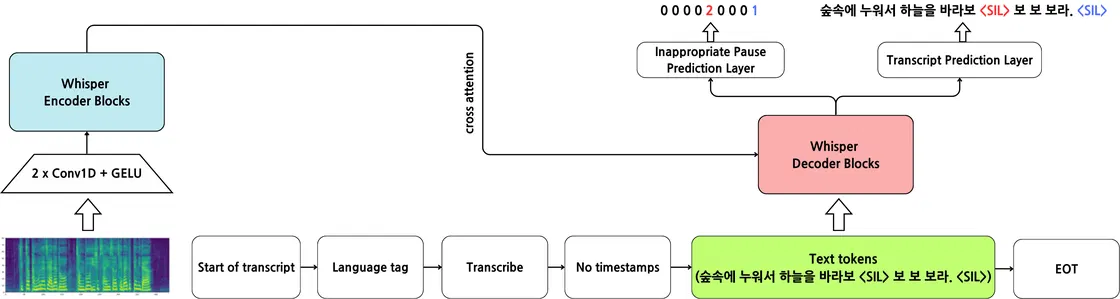 0 0 0 0 2 0 0 0 1
숲속에 누워서 하늘을 바라보 <SIL> 보 보 보라. <SIL>
Inappropriate Pause
Prediction Layer
Transcript Prediction Layer
Whisper
Encoder Blocks
cross attention
Whisper
Decoder Blocks
2 x Conv1D + GELU
Start of transcript
Language tag
Transcribe
No timestamps
Text tokens
(숲속에 누워서 하늘을 바라보 <SIL> 보 보 보라. <SIL>)
EOT